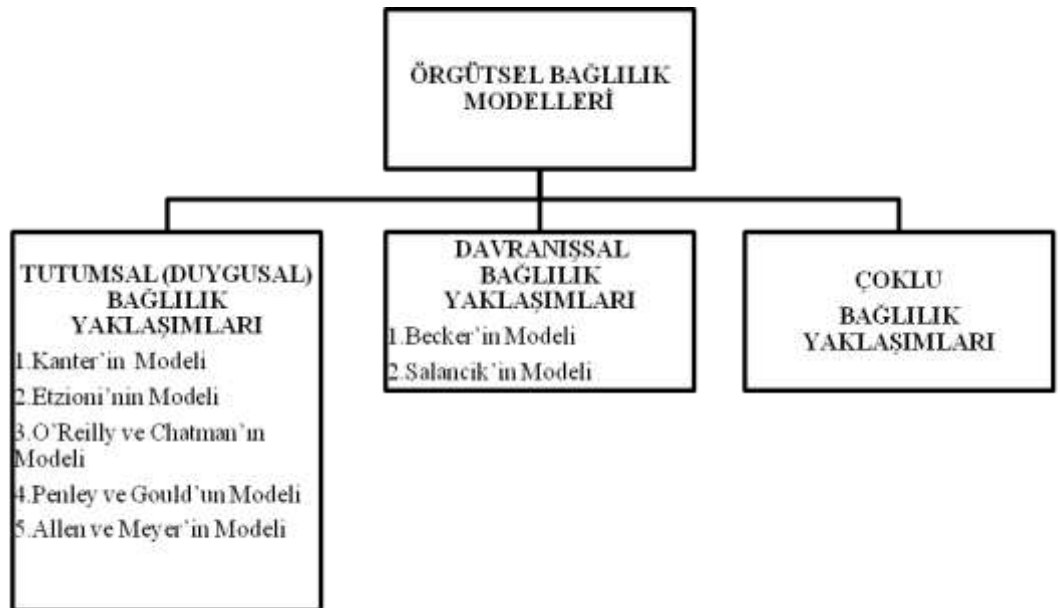 ÖRGÜTSEL BAĞLILIK
MODELLERİ
TUTUMSAL (DUYGUSAL)
BAĞLILIK
YAKLAŞIMLARI
1.Kanter'in Modeli
2.Etzioni'nin Modeli
3.O'Reilly ve Chatman'ın
Modeli
4.Penley ve Gould'un Modeli
5.Allen ve Meyer'in Modeli
DAVRANIŞSAL
BAĞLILIK
YAKLAŞIMLARI
1.Becker'in Modeli
2.Salancik'in Modeli
ÇOKLU
BAĞLILIK
YAKLAŞIMLARI